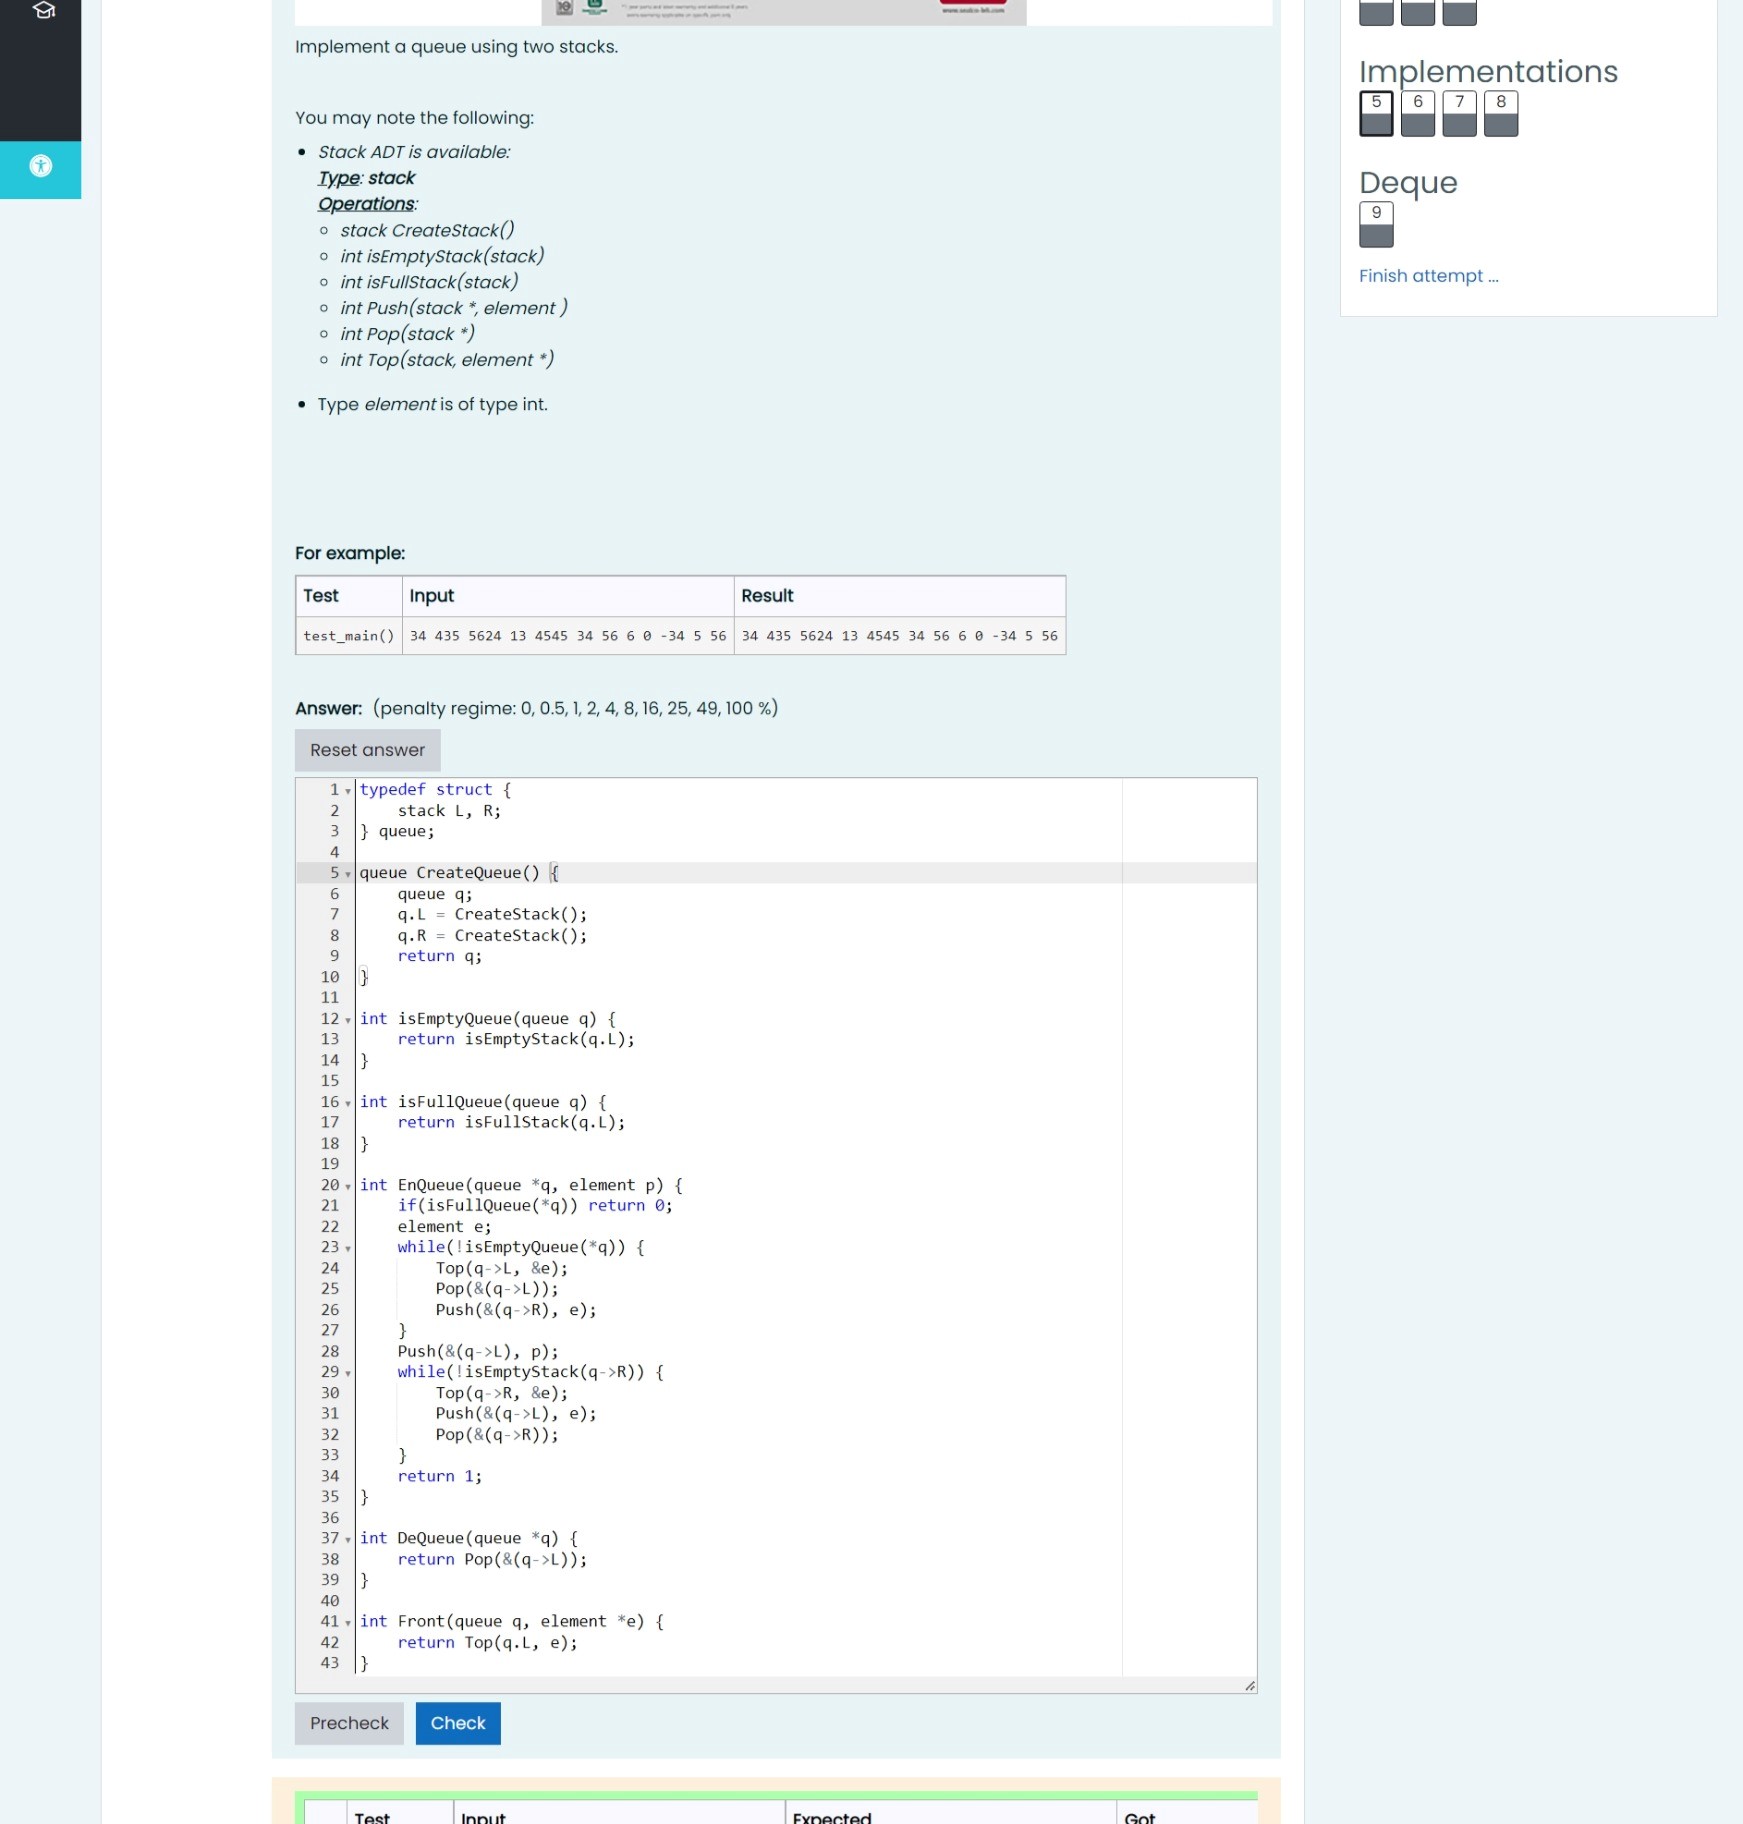 www.seatco-leb.com
Implement a queue using two stacks.
You may note the following:
Stack ADT is available:
Type: stack
Operations:
stack CreateStack()
int isEmptyStack(stack)
int isFullStack(stack)
int Push(stack *, element )
int Pop(stack *)
int Top(stack, element *)
Type element is of type int.
For example:
Test Input Result
test_main() 34 435 5624 13 4545 34 56 6 0 -34 5 56 34 435 5624 13 4545 34 56 6 0 -34 5 56
Answer: (penalty regime: 0, 0.5, 1, 2, 4, 8, 16, 25, 49, 100 %)
Reset answer
1 typedef struct {
2 stack L, R;
3 } queue;
4
5 queue CreateQueue() {
6 queue q;
7 q.L = CreateStack();
8 q.R = CreateStack();
9 return q;
10 }
11
12 int isEmptyQueue(queue q) {
13 return isEmptyStack(q.L);
14 }
15
16 int isFullQueue(queue q) {
17 return isFullStack(q.L);
18 }
19
20 int EnQueue(queue *q, element p) {
21 if(isFullQueue(*q)) return 0;
22 element e;
23 while(!isEmptyQueue(*q)) {
24 Top(q->L, &e);
25 Pop(&(q->L));
26 Push(&(q->R), e);
27 }
28 Push(&(q->L), p);
29 while(!isEmptyStack(q->R)) {
30 Top(q->R, &e);
31 Push(&(q->L), e);
32 Pop(&(q->R));
33 }
34 return 1;
35 }
36
37 int DeQueue(queue *q) {
38 return Pop(&(q->L));
39 }
40
41 int Front(queue q, element *e) {
42 return Top(q.L, e);
43 }
Precheck Check
Test Input Expected Got
Implementations
5 6 7 8
Deque
9
Finish attempt ...